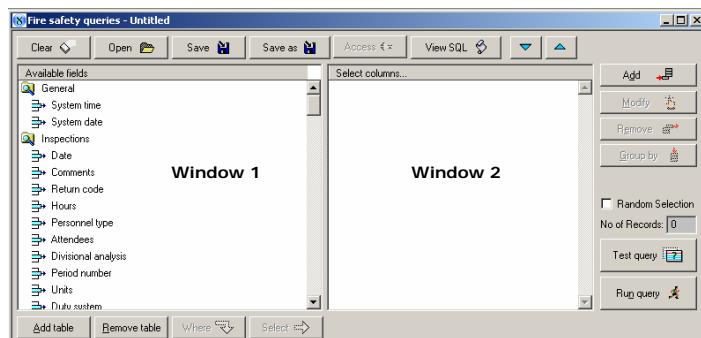 Fire safety queries - Untitled
Clear Open Save Save as Access View SQL
Available fields
Select columns...
General
System time
System date
Inspections
Date
Comments
Return code
Hours
Personnel type
Attendees
Divisional analysis
Period number
Units
Duty system
Window 1
Window 2
Add
Modify
Remove
Group by
Random Selection
No of Records: 0
Test query
Run query
Add table Remove table Where Select